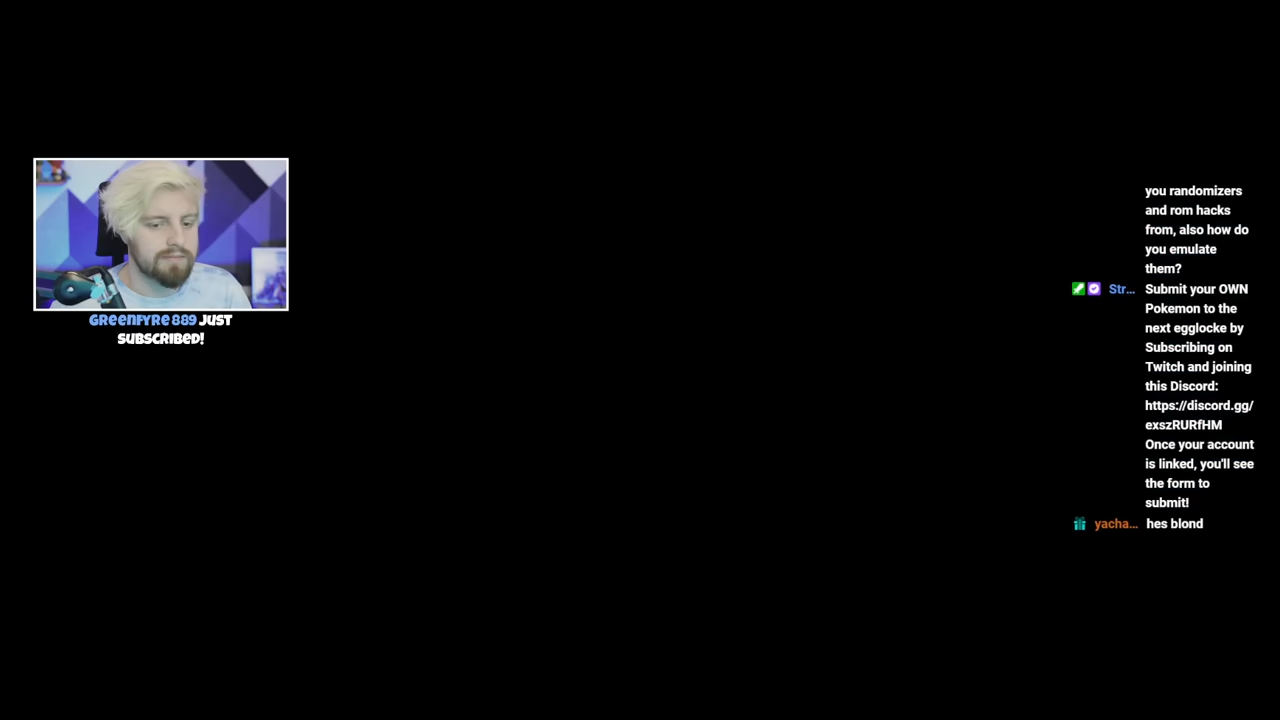 GREENFYRE889 JUST
SUBSCRIBED!
you randomizers
and rom hacks
from, also how do
you emulate
them?
Str... Submit your OWN
Pokemon to the
next egglocke by
Subscribing on
Twitch and joining
this Discord:
https://discord.gg/
exszRURfHM
Once your account
is linked, you'll see
the form to
submit!
yacha... hes blond